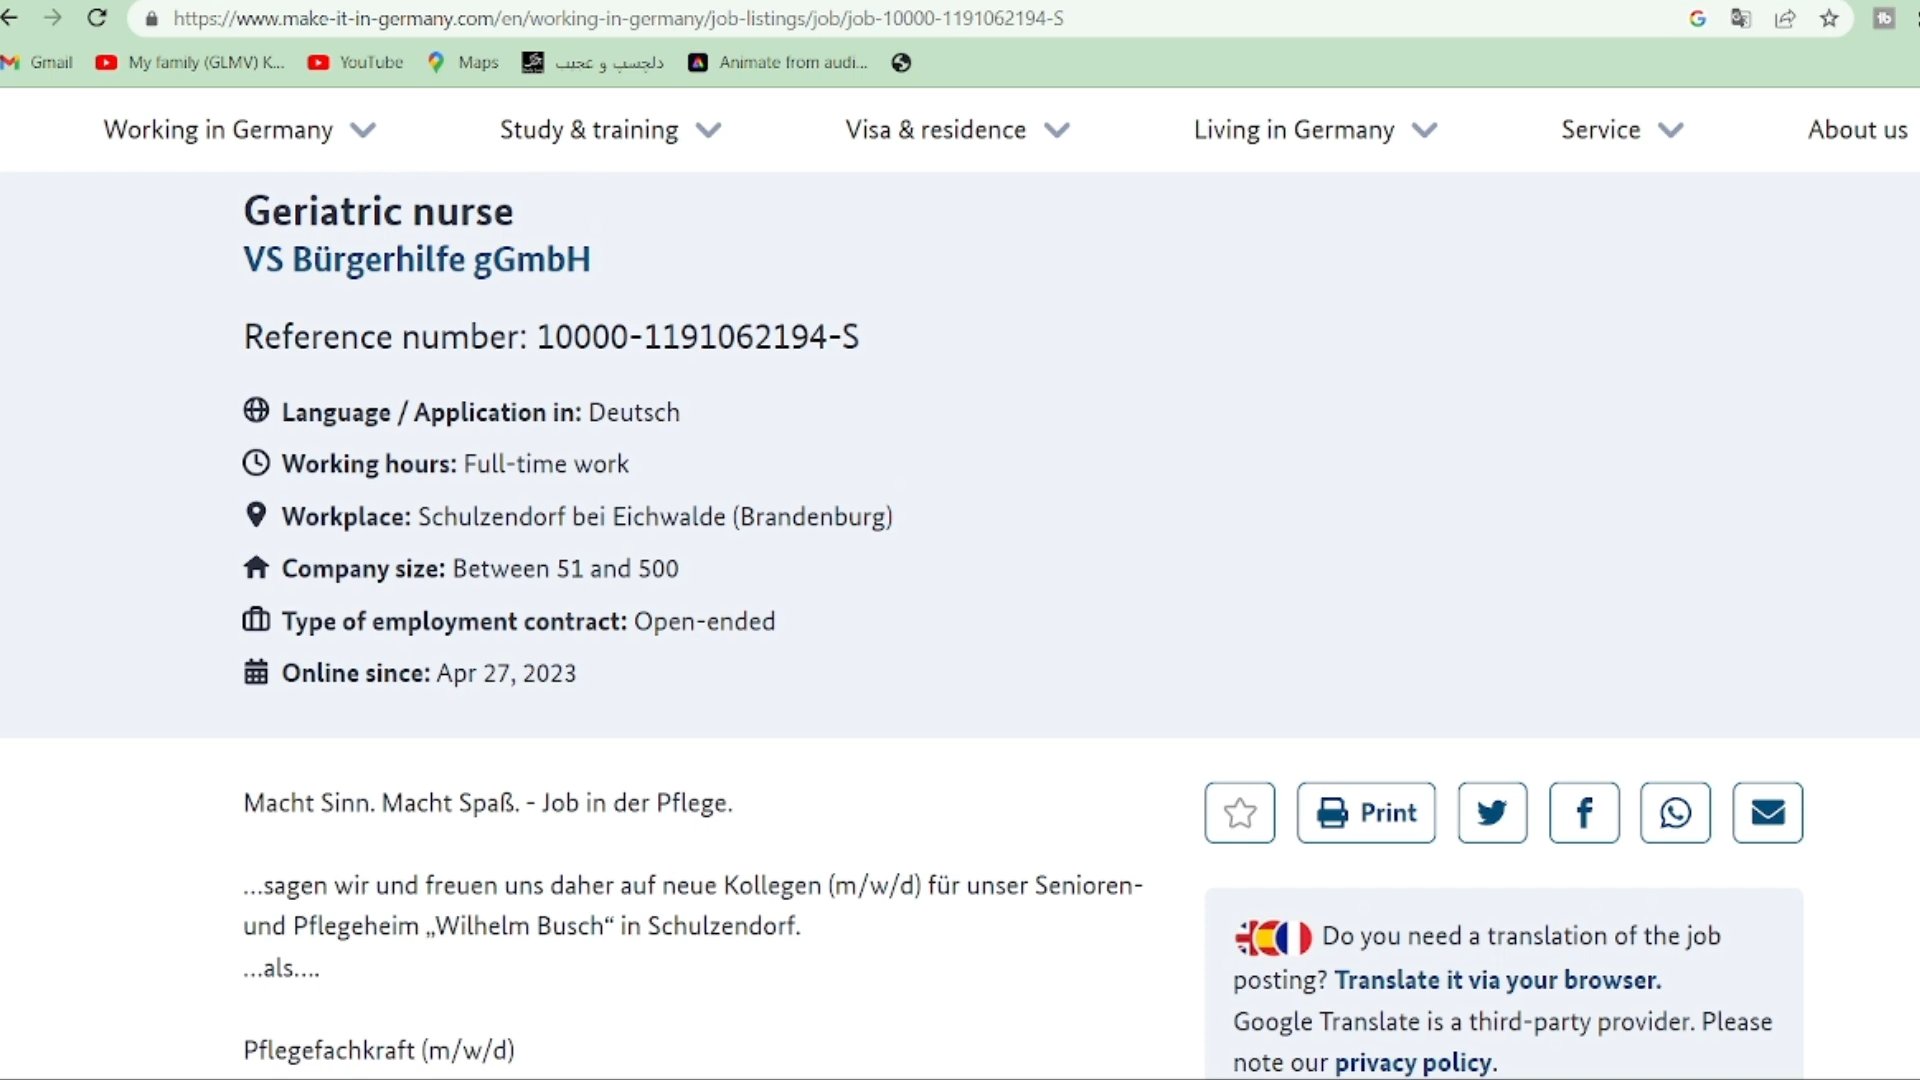 https://www.make-it-in-germany.com/en/working-in-germany/job-listings/job/job-10000-1191062194-S
Gmail My family (GLMV) K... YouTube Maps دلچسپ و عجیب Animate from audi...
Working in Germany Study & training Visa & residence Living in Germany Service About us
Geriatric nurse
VS Bürgerhilfe gGmbH
Reference number: 10000-1191062194-S
Language / Application in: Deutsch
Working hours: Full-time work
Workplace: Schulzendorf bei Eichwalde (Brandenburg)
Company size: Between 51 and 500
Type of employment contract: Open-ended
Online since: Apr 27, 2023
Macht Sinn. Macht Spaß. - Job in der Pflege.
Print
...sagen wir und freuen uns daher auf neue Kollegen (m/w/d) für unser Senioren-
und Pflegeheim „Wilhelm Busch“ in Schulzendorf.
...als....
Pflegefachkraft (m/w/d)
Do you need a translation of the job
posting? Translate it via your browser.
Google Translate is a third-party provider. Please
note our privacy policy.